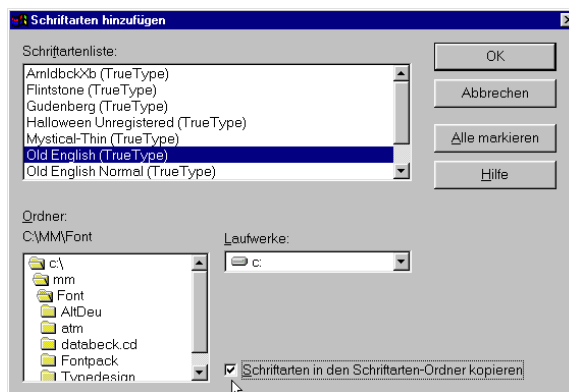 Schriftarten hinzufügen
Schriftartenliste:
ArnldbckXb (TrueType)
Flintstone (TrueType)
Gudenberg (TrueType)
Halloween Unregistered (TrueType)
Mystical-Thin (TrueType)
Old English (TrueType)
Old English Normal (TrueType)
OK
Abbrechen
Alle markieren
Hilfe
Ordner:
C:\MM\Font
c:\
mm
Font
AltDeu
atm
databeck.cd
Fontpack
Typedesign
Laufwerke:
c:
Schriftarten in den Schriftarten-Ordner kopieren